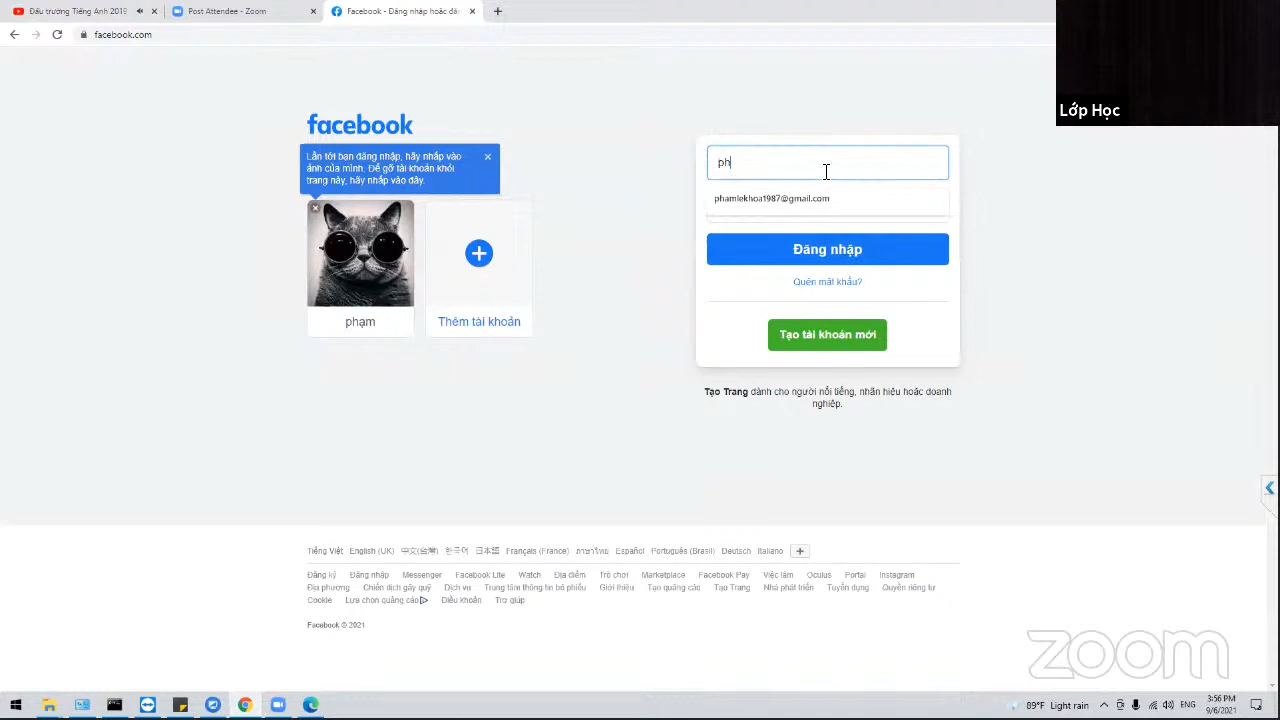 Đấu trường Tiếng Anh 2019
Post Attendee - Zoom
Facebook - Đăng nhập hoặc đă
facebook.com
Lớp Học
facebook
Lần tới bạn đăng nhập, hãy nhấp vào
ảnh của mình. Để gỡ tài khoản khỏi
trang này, hãy nhấp vào đây.
phạm
Thêm tài khoản
ph
phamlekhoa1987@gmail.com
Đăng nhập
Quên mật khẩu?
Tạo tài khoản mới
Tạo Trang dành cho người nổi tiếng, nhãn hiệu hoặc doanh
nghiệp.
Tiếng Việt English (UK) 中文(台灣) 한국어 日本語 Français (France) ภาษาไทย Español Português (Brasil) Deutsch Italiano
Đăng ký Đăng nhập Messenger Facebook Lite Watch Địa điểm Trò chơi Marketplace Facebook Pay Việc làm Oculus Portal Instagram
Địa phương Chiến dịch gây quỹ Dịch vụ Trung tâm thông tin bỏ phiếu Giới thiệu Tạo quảng cáo Tạo Trang Nhà phát triển Tuyển dụng Quyền riêng tư
Cookie Lựa chọn quảng cáo Điều khoản Trợ giúp
Facebook © 2021
zoom
89°F Light rain
ENG
3:56 PM
9/6/2021